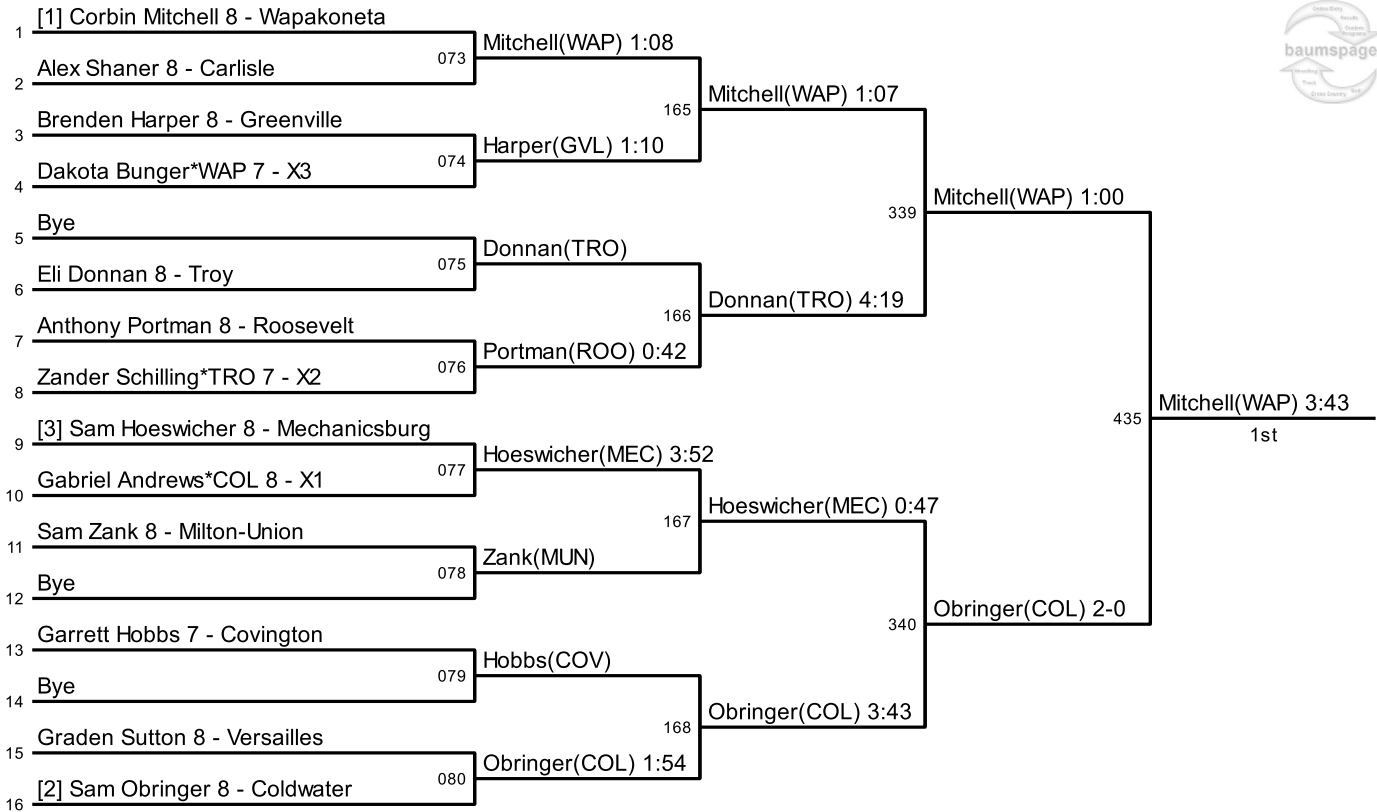 [1] Corbin Mitchell 8 - Wapakoneta
1
073
Mitchell(WAP) 1:08
Alex Shaner 8 - Carlisle
2
165
Mitchell(WAP) 1:07
Brenden Harper 8 - Greenville
3
074
Harper(GVL) 1:10
Dakota Bunger*WAP 7 - X3
4
339
Mitchell(WAP) 1:00
Bye
5
075
Donnan(TRO)
Eli Donnan 8 - Troy
6
166
Donnan(TRO) 4:19
Anthony Portman 8 - Roosevelt
7
076
Portman(ROO) 0:42
Zander Schilling*TRO 7 - X2
8
435
Mitchell(WAP) 3:43
1st
[3] Sam Hoeswicher 8 - Mechanicsburg
9
077
Hoeswicher(MEC) 3:52
Gabriel Andrews*COL 8 - X1
10
167
Hoeswicher(MEC) 0:47
Sam Zank 8 - Milton-Union
11
078
Zank(MUN)
Bye
12
340
Obringer(COL) 2-0
Garrett Hobbs 7 - Covington
13
079
Hobbs(COV)
Bye
14
168
Obringer(COL) 3:43
Graden Sutton 8 - Versailles
15
080
Obringer(COL) 1:54
[2] Sam Obringer 8 - Coldwater
16
baumspage